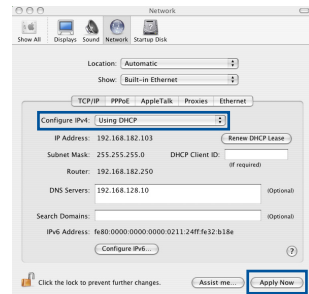 Network
Show All Displays Sound Network Startup Disk
Location: Automatic
Show: Built-in Ethernet
TCP/IP PPPoE AppleTalk Proxies Ethernet
Configure IPv4: Using DHCP
IP Address: 192.168.182.103 Renew DHCP Lease
Subnet Mask: 255.255.255.0 DHCP Client ID:
(If required)
Router: 192.168.182.250
DNS Servers: 192.168.128.10 (Optional)
Search Domains: (Optional)
IPv6 Address: fe80:0000:0000:0000:0211:24ff:fe32:b18e
Configure IPv6... ?
Click the lock to prevent further changes. Assist me... Apply Now